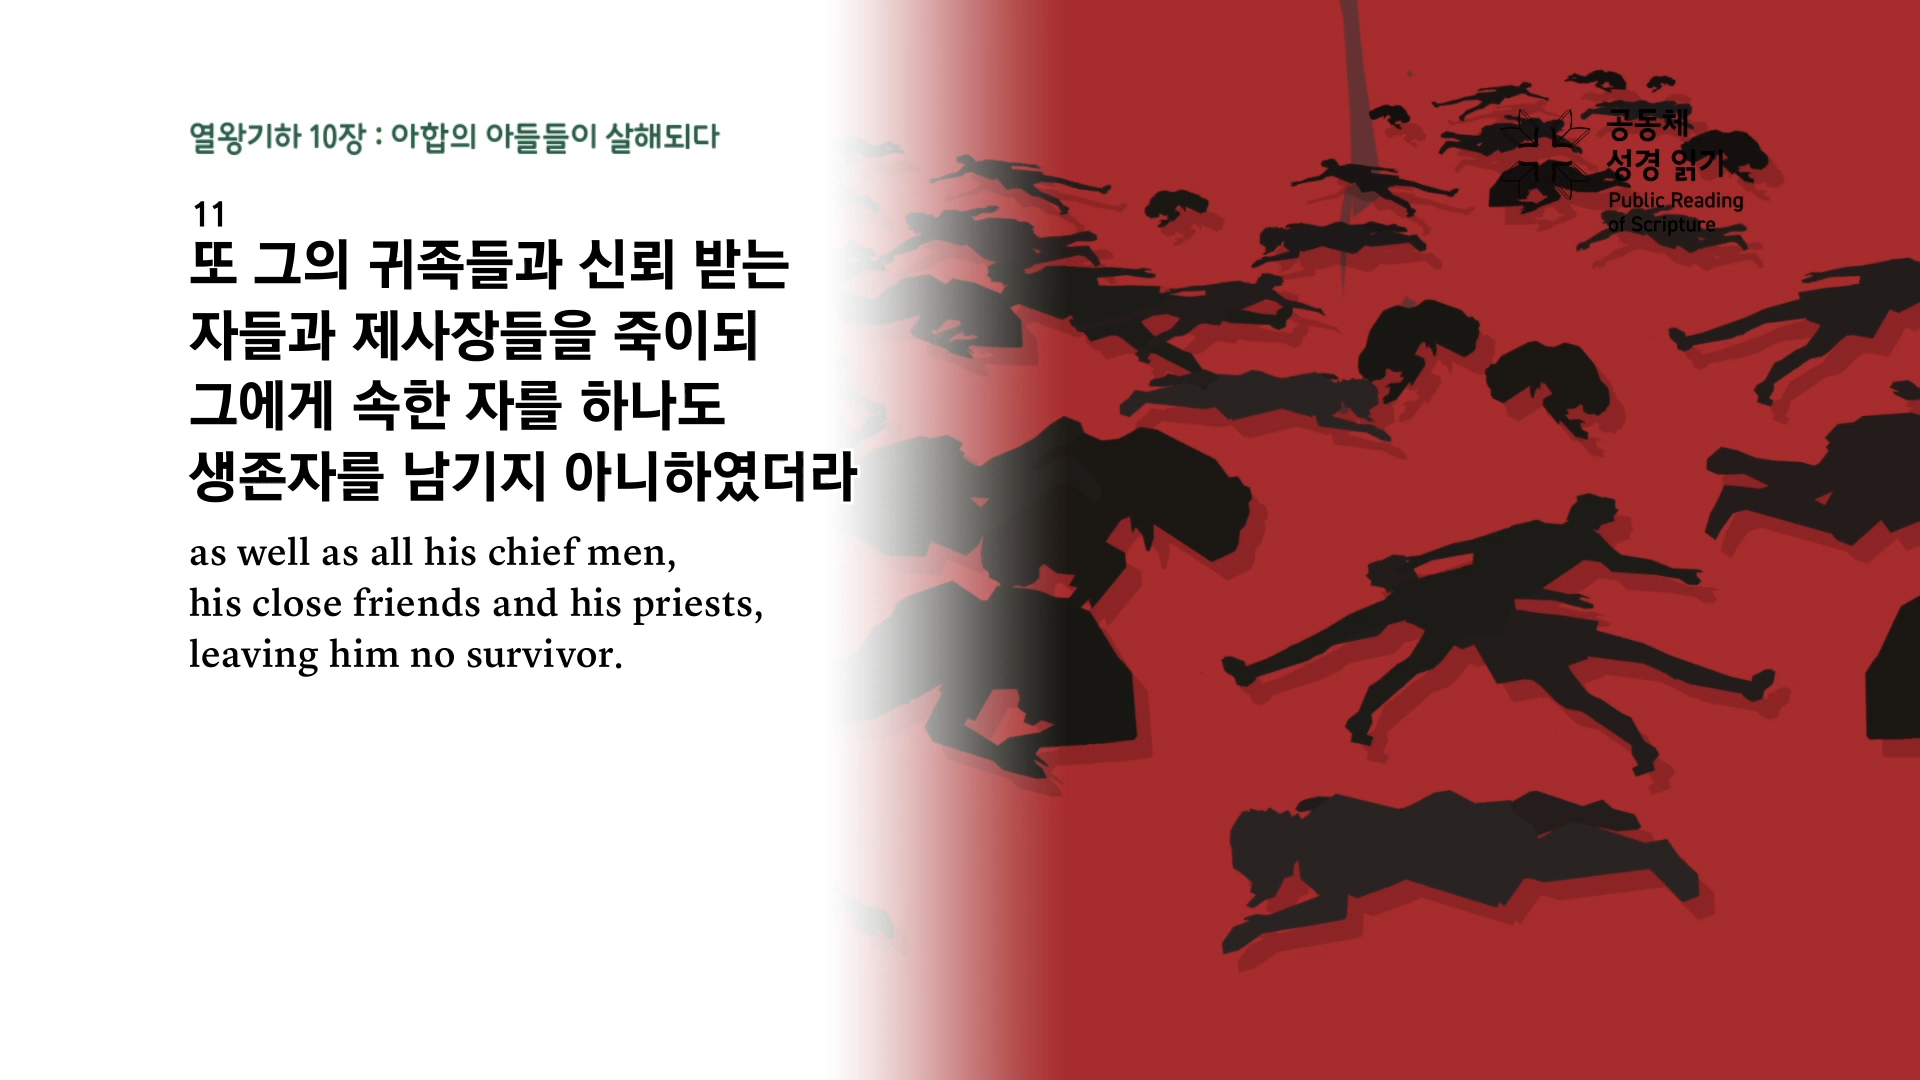 열왕기하 10장 : 아합의 아들들이 살해되다
11
또 그의 귀족들과 신뢰 받는
자들과 제사장들을 죽이되
그에게 속한 자를 하나도
생존자를 남기지 아니하였더라
as well as all his chief men,
his close friends and his priests,
leaving him no survivor.
공동체
성경 읽기
Public Reading
of Scripture